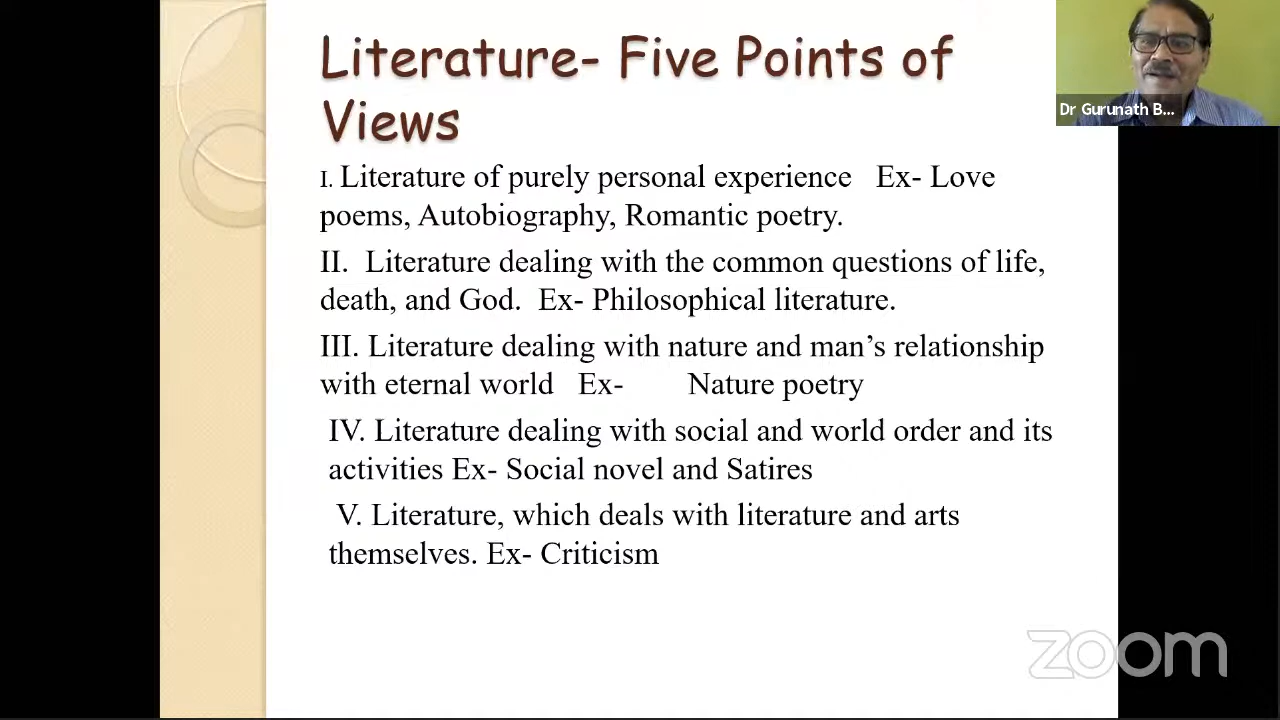 Literature- Five Points of
Views
I. Literature of purely personal experience Ex- Love
poems, Autobiography, Romantic poetry.
II. Literature dealing with the common questions of life,
death, and God. Ex- Philosophical literature.
III. Literature dealing with nature and man’s relationship
with eternal world Ex- Nature poetry
IV. Literature dealing with social and world order and its
activities Ex- Social novel and Satires
V. Literature, which deals with literature and arts
themselves. Ex- Criticism
Dr Gurunath B...
zoom